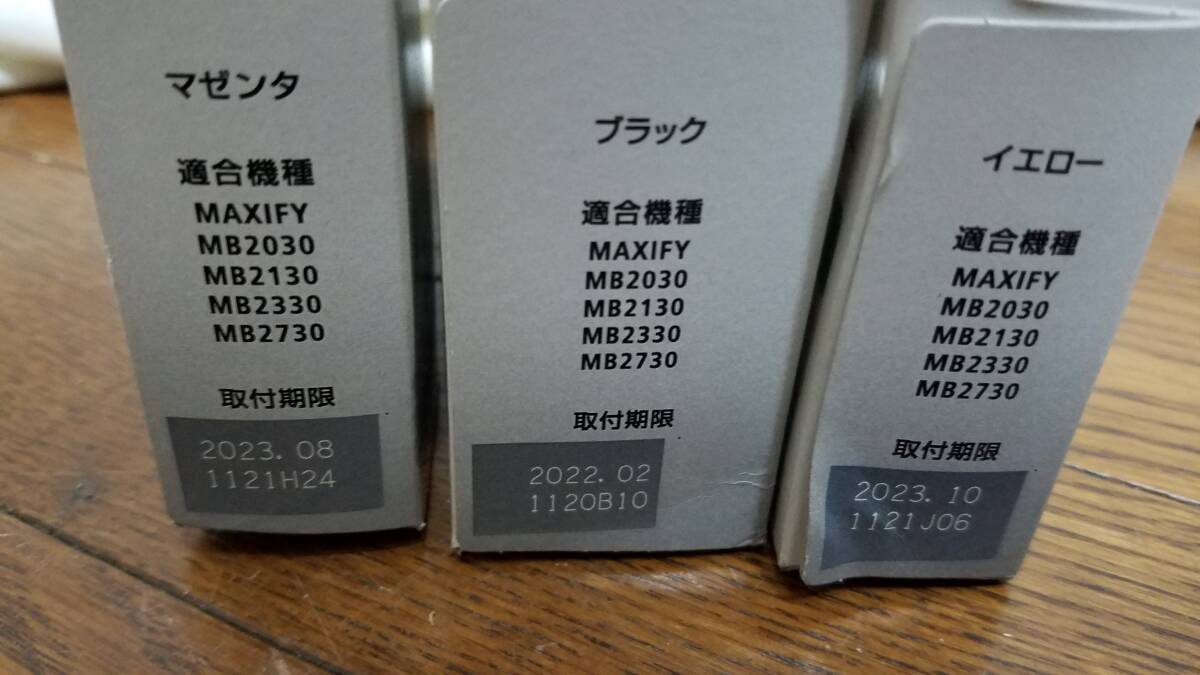 マゼンタ
適合機種
MAXIFY
MB2030
MB2130
MB2330
MB2730
取付期限
2023. 08
1121H24
ブラック
適合機種
MAXIFY
MB2030
MB2130
MB2330
MB2730
取付期限
2022. 02
1120B10
イエロー
適合機種
MAXIFY
MB2030
MB2130
MB2330
MB2730
取付期限
2023. 10
1121J06